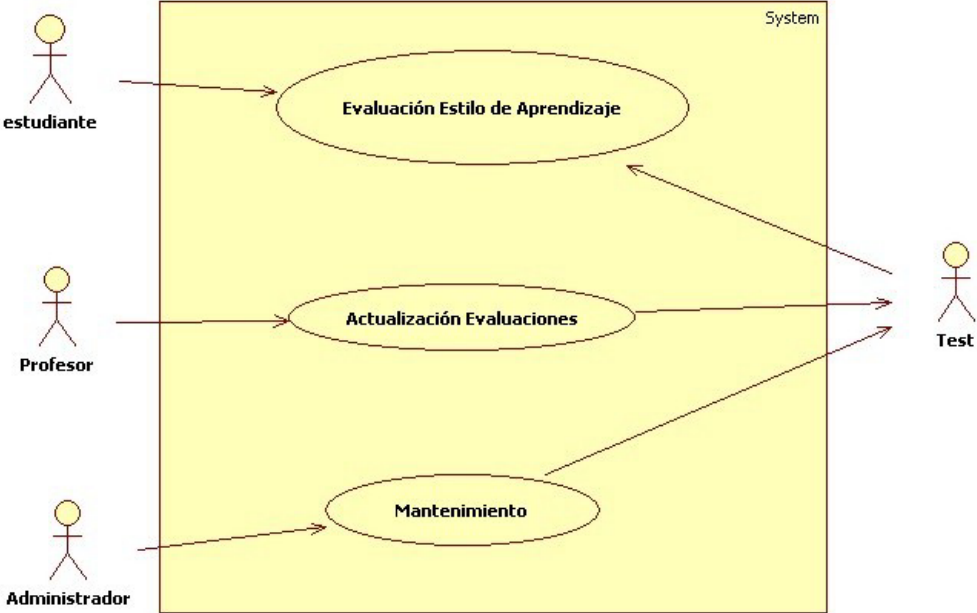 System
estudiante
Evaluación Estilo de Aprendizaje
Profesor
Actualización Evaluaciones
Test
Administrador
Mantenimiento